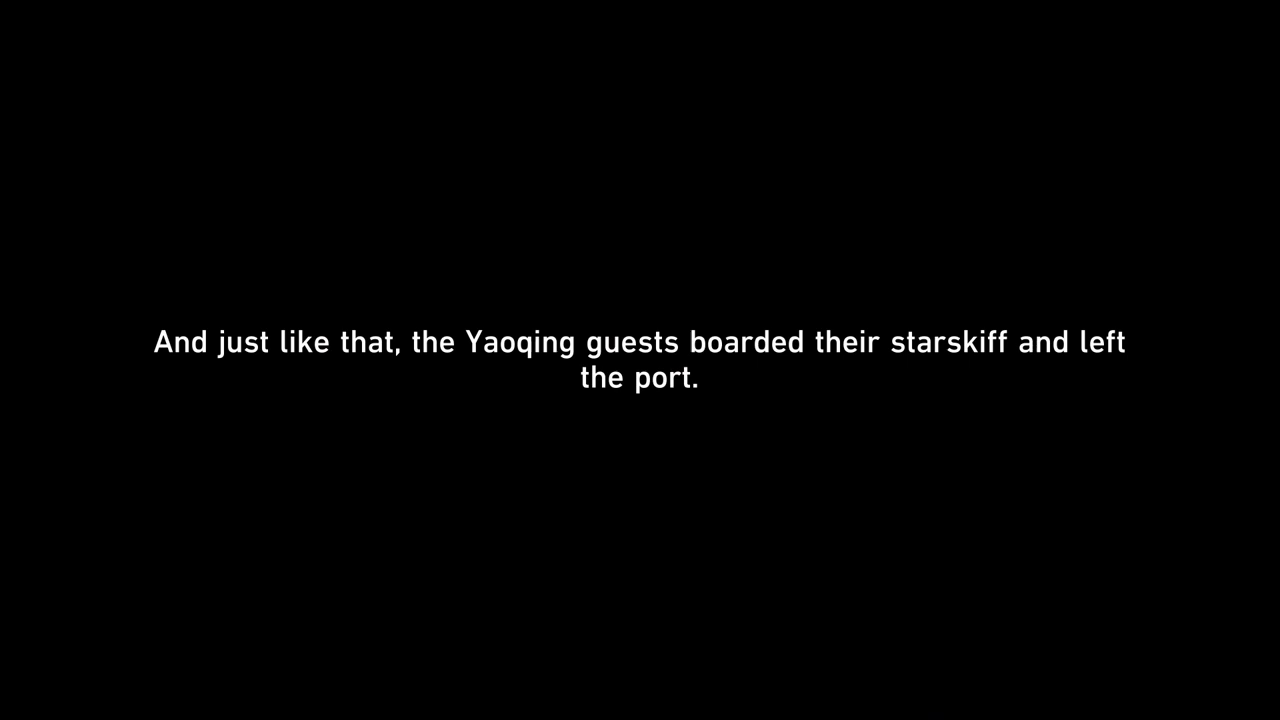 And just like that, the Yaoqing guests boarded their starskiff and left
the port.